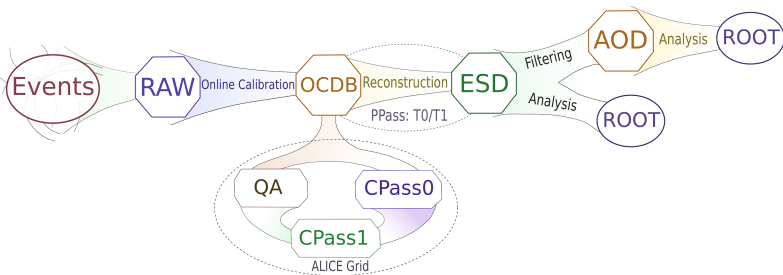 Events
RAW
Online Calibration
OCDB
Reconstruction
PPass: T0/T1
ESD
Filtering
Analysis
AOD
Analysis
ROOT
ROOT
QA
CPass0
CPass1
ALICE Grid